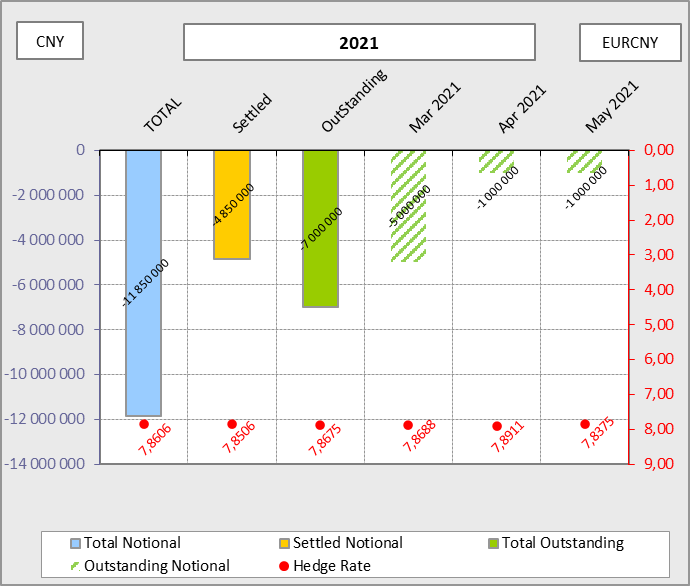 CNY
2021
EURCNY
TOTAL
Settled
OutStanding
Mar 2021
Apr 2021
May 2021
0
-2 000 000
-4 000 000
-6 000 000
-8 000 000
-10 000 000
-12 000 000
-14 000 000
-11 850 000
-4 850 000
-7 000 000
-5 000 000
-1 000 000
-1 000 000
7,8606
7,8506
7,8675
7,8688
7,8911
7,8375
0,00
1,00
2,00
3,00
4,00
5,00
6,00
7,00
8,00
9,00
Total Notional
Settled Notional
Total Outstanding
Outstanding Notional
Hedge Rate